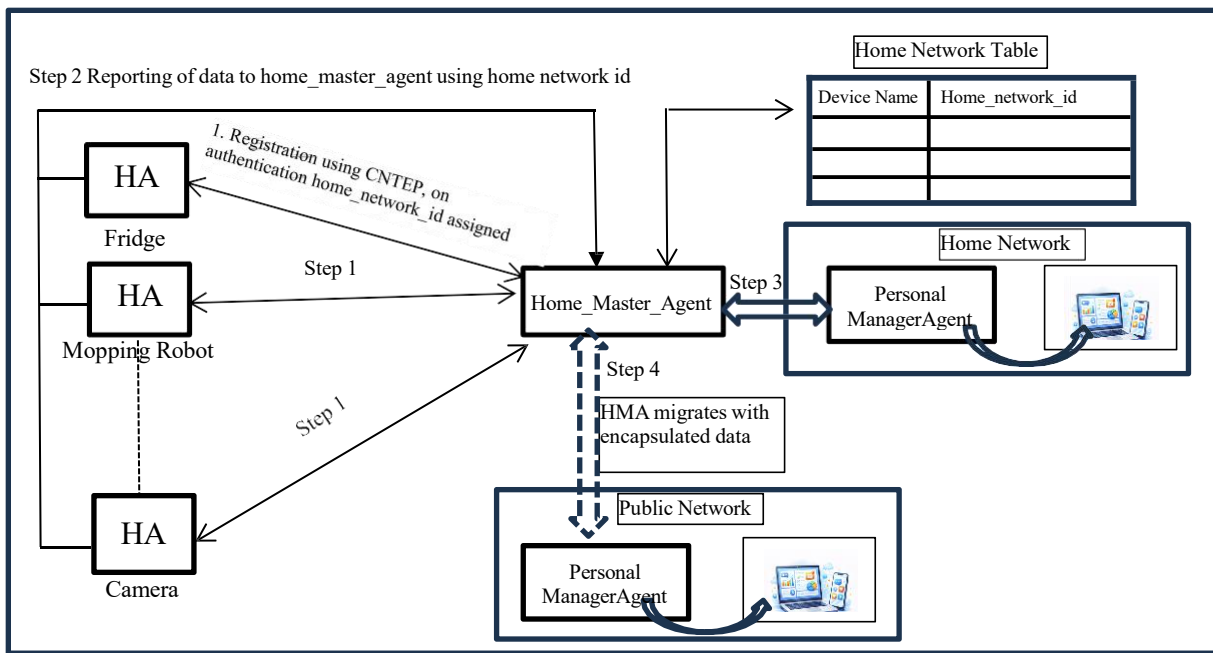 Home Network Table
Step 2 Reporting of data to home_master_agent using home network id
Device Name
Home_network_id
1. Registration using CNTEP, on
authentication home_network_id assigned
HA
Fridge
Step 1
HA
Mopping Robot
Home_Master_Agent
Step 3
Home Network
Personal
ManagerAgent
Step 4
Step 1
HMA migrates with
encapsulated data
HA
Camera
Public Network
Personal
ManagerAgent